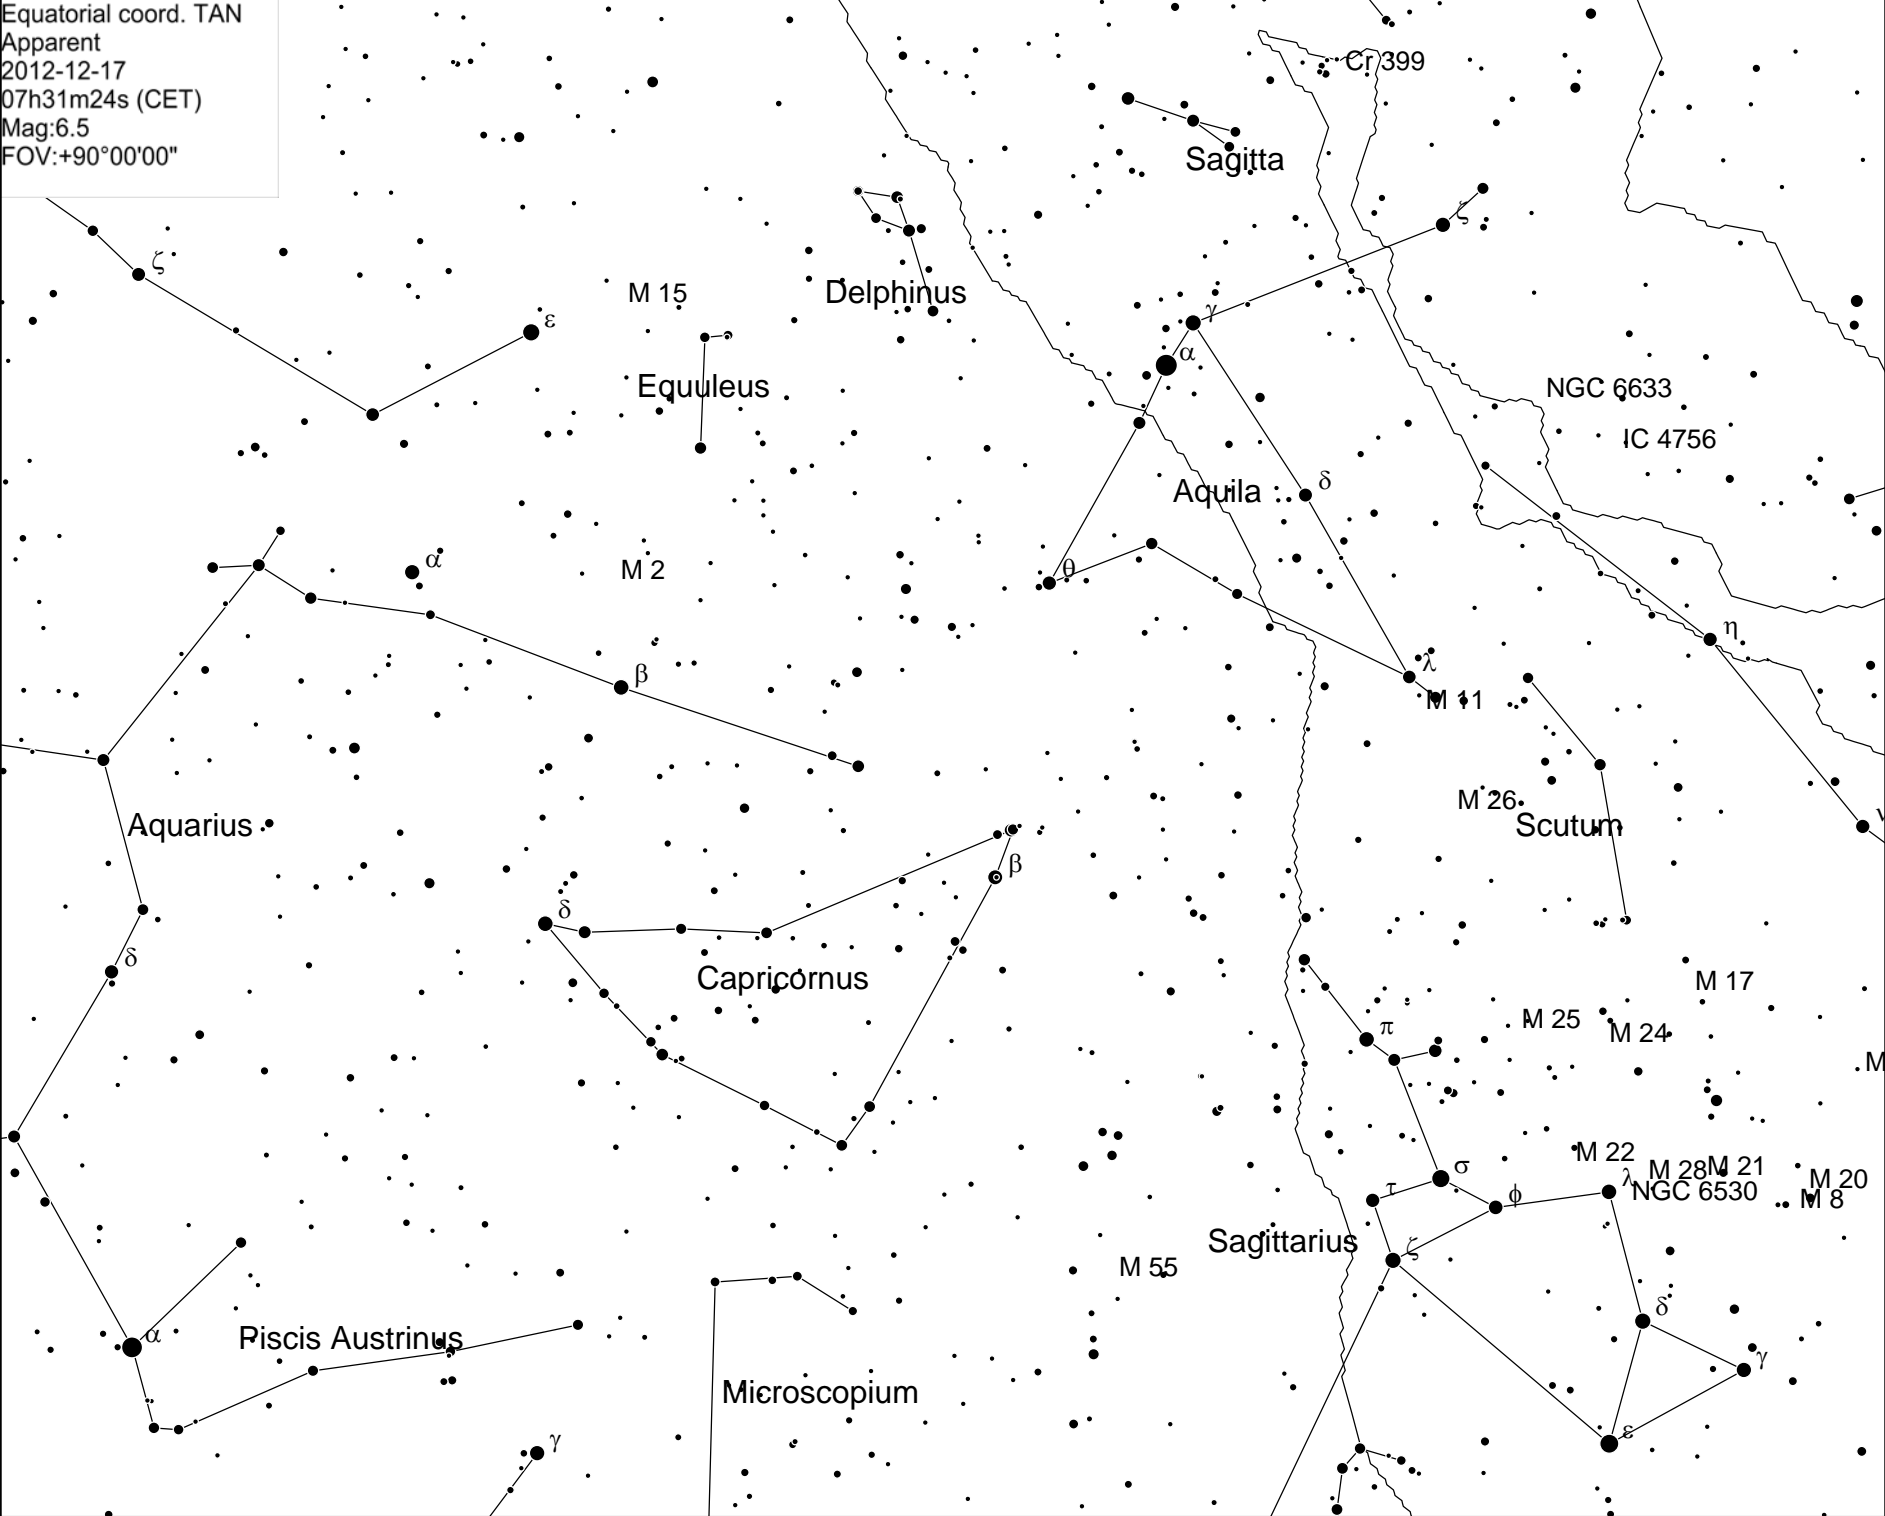 Equatorial coord. TAN
Apparent
2012-12-17
07h31m24s (CET)
Mag:6.5
FOV:+90°00'00"
Cr 399
Sagitta
ζ
ζ
M 15
Delphinus
ε
γ
α
Equuleus
NGC 6633
IC 4756
Aquila
δ
α
M 2
θ
η
β
λ
M 11
M 26
Scutum
Aquarius
β
δ
δ
Capricornus
M 17
π
M 25
M 24
M
M 22
M 28
M 21
σ
λ
M 20
τ
φ
NGC 6530
M 8
Sagittarius
ζ
M 55
δ
α
Piscis Austrinus
γ
Microscopium
ε
γ